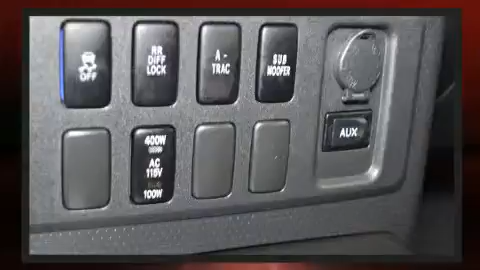 OFF
RR
DIFF
LOCK
A -
TRAC
SUB
WOOFER
AUX
400W
AC
115V
100W